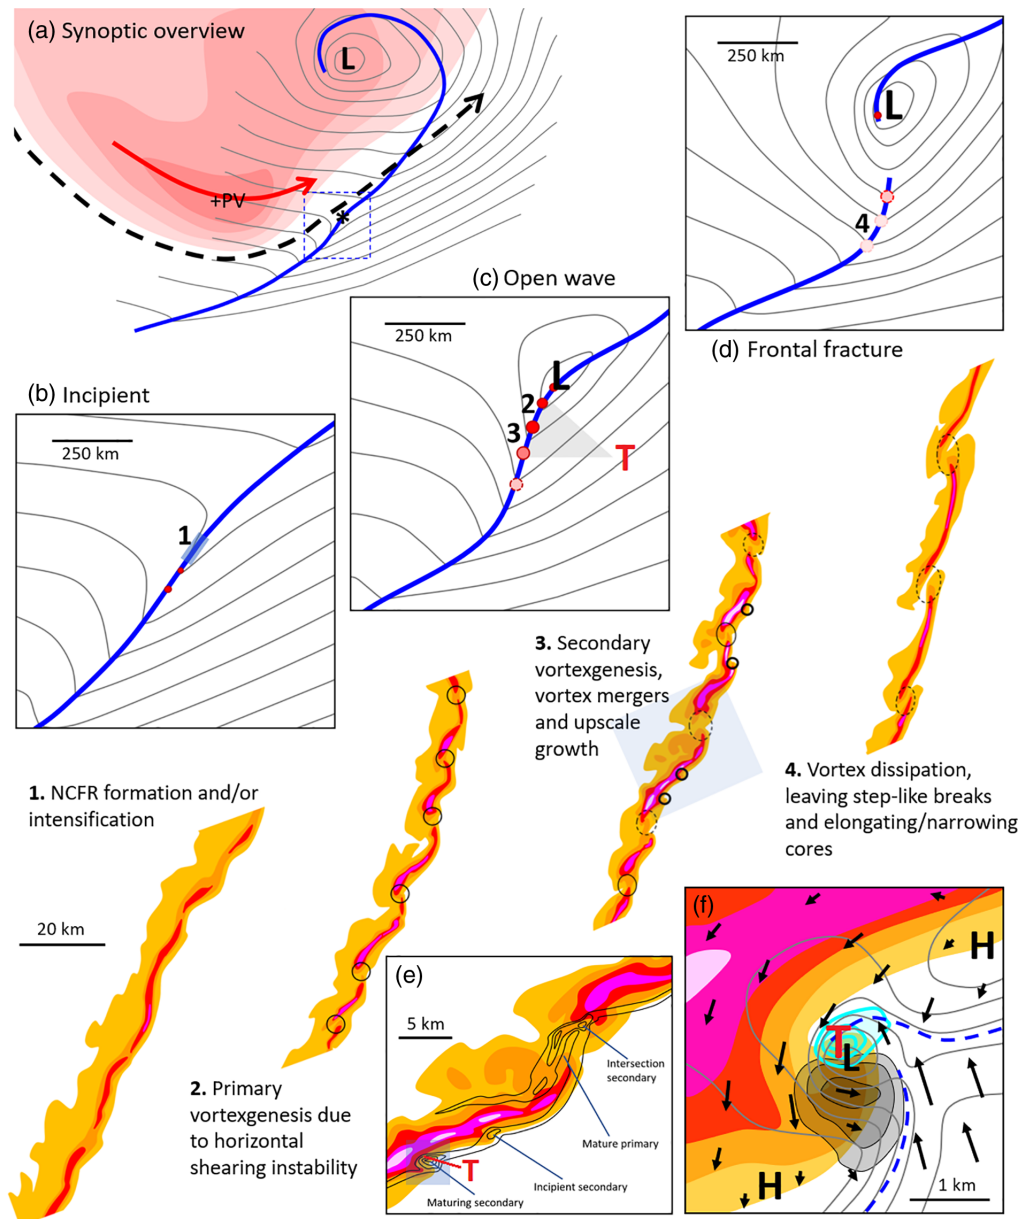 (a) Synoptic overview
L
+PV
*
250 km
L
4
(c) Open wave
250 km
L
2
3
T
(d) Frontal fracture
(b) Incipient
250 km
1
3. Secondary
vortexgenesis,
vortex mergers
and upscale
growth
4. Vortex dissipation,
leaving step-like breaks
and elongating/narrowing
cores
1. NCFR formation and/or
intensification
20 km
2. Primary
vortexgenesis due
to horizontal
shearing instability
(e)
5 km
Intersection
secondary
Mature primary
Incipient secondary
T
Maturing secondary
(f)
H
T
L
H
1 km